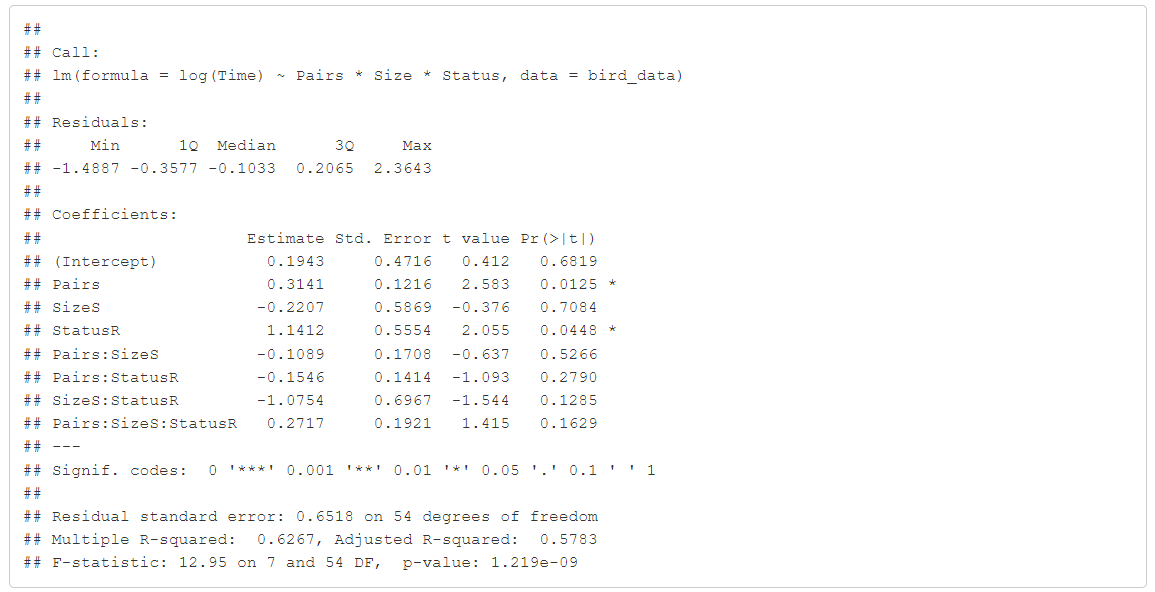 ##
## Call:
## lm(formula = log(Time) ~ Pairs * Size * Status, data = bird_data)
##
## Residuals:
##     Min      1Q  Median      3Q     Max
## -1.4887 -0.3577 -0.1033  0.2065  2.3643
##
## Coefficients:
##                     Estimate Std. Error t value Pr(>|t|)
## (Intercept)           0.1943     0.4716   0.412   0.6819
## Pairs                 0.3141     0.1216   2.583   0.0125 *
## SizeS                -0.2207     0.5869  -0.376   0.7084
## StatusR               1.1412     0.5554   2.055   0.0448 *
## Pairs:SizeS          -0.1089     0.1708  -0.637   0.5266
## Pairs:StatusR        -0.1546     0.1414  -1.093   0.2790
## SizeS:StatusR        -1.0754     0.6967  -1.544   0.1285
## Pairs:SizeS:StatusR   0.2717     0.1921   1.415   0.1629
## ---
## Signif. codes:  0 '***' 0.001 '**' 0.01 '*' 0.05 '.' 0.1 ' ' 1
##
## Residual standard error: 0.6518 on 54 degrees of freedom
## Multiple R-squared:  0.6267, Adjusted R-squared:  0.5783
## F-statistic: 12.95 on 7 and 54 DF,  p-value: 1.219e-09